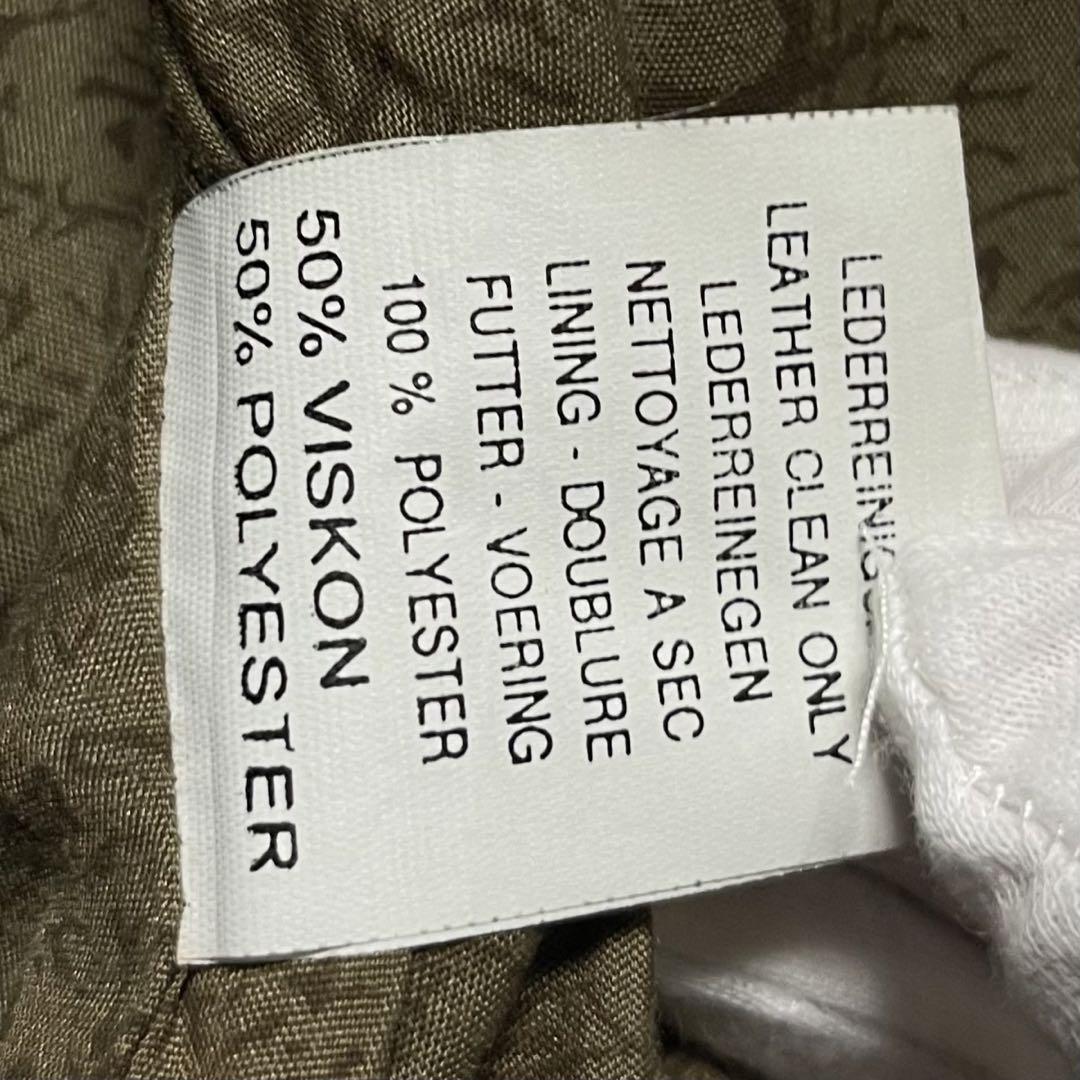 LEATHER CLEAN ONLY
LEDERREINEGEN
NETTOYAGE A SEC
LINING - DOUBLURE
FUTTER - VOERING
100 % POLYESTER
50% VISKON
50% POLYESTER